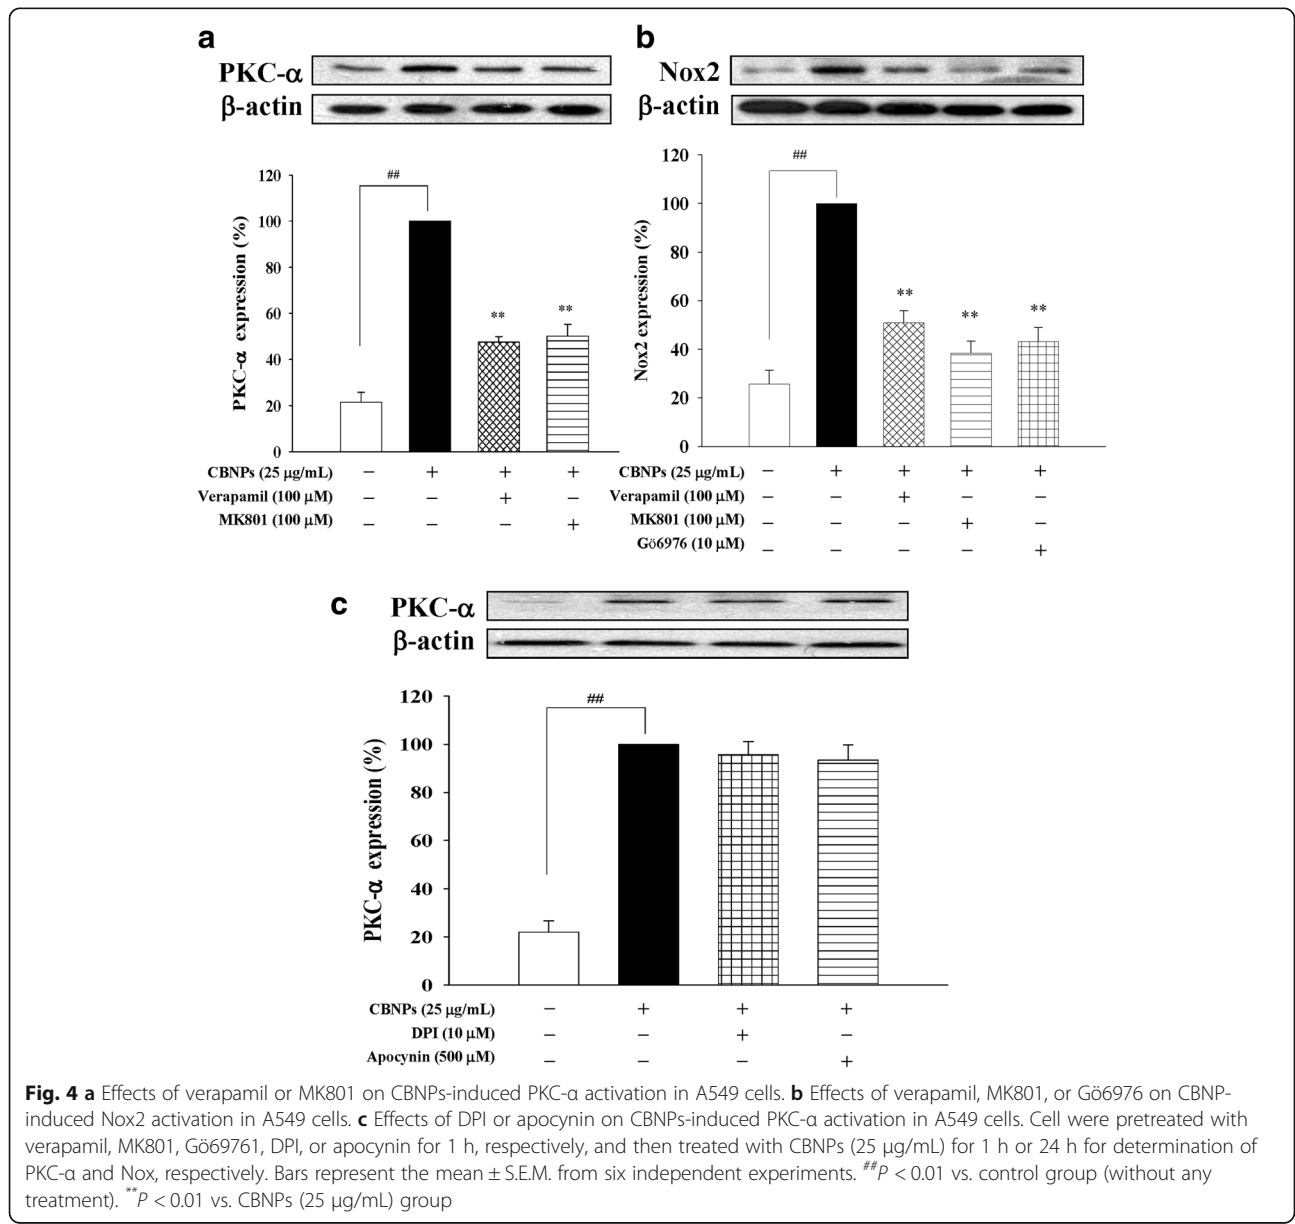 a
PKC-α
β-actin
##
120
100
80
60
40
20
0
PKC-α expression (%)
**
**
CBNPs (25 μg/mL) − + + +
Verapamil (100 μM) − − + −
MK801 (100 μM) − − − +
b
Nox2
β-actin
##
120
100
80
60
40
20
0
Nox2 expression (%)
**
**
**
CBNPs (25 μg/mL) − + + + +
Verapamil (100 μM) − − + − −
MK801 (100 μM) − − − + −
Gö6976 (10 μM) − − − − +
c
PKC-α
β-actin
##
120
100
80
60
40
20
0
PKC-α expression (%)
CBNPs (25 μg/mL) − + + +
DPI (10 μM) − − + −
Apocynin (500 μM) − − − +
Fig. 4 a Effects of verapamil or MK801 on CBNPs-induced PKC-α activation in A549 cells. b Effects of verapamil, MK801, or Gö6976 on CBNP-
induced Nox2 activation in A549 cells. c Effects of DPI or apocynin on CBNPs-induced PKC-α activation in A549 cells. Cell were pretreated with
verapamil, MK801, Gö69761, DPI, or apocynin for 1 h, respectively, and then treated with CBNPs (25 μg/mL) for 1 h or 24 h for determination of
PKC-α and Nox, respectively. Bars represent the mean ± S.E.M. from six independent experiments. ##P < 0.01 vs. control group (without any
treatment). **P < 0.01 vs. CBNPs (25 μg/mL) group